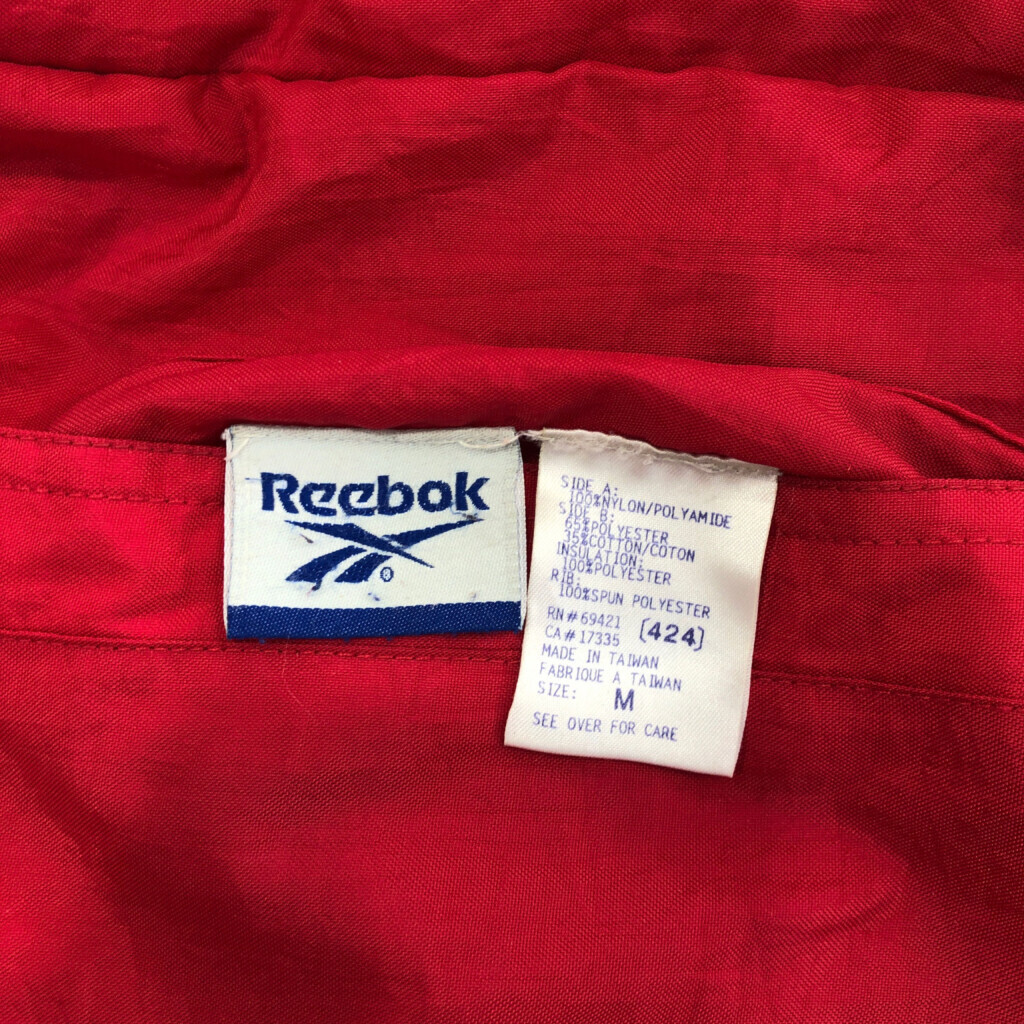 Reebok
®
SIDE A:
100%NYLON/POLYAMIDE
SIDE B:
65%POLYESTER
35%COTTON/COTON
INSULATION:
100%POLYESTER
RIB:
100%SPUN POLYESTER
RN#69421 [424]
CA#17335
MADE IN TAIWAN
FABRIQUE A TAIWAN
SIZE: M
SEE OVER FOR CARE